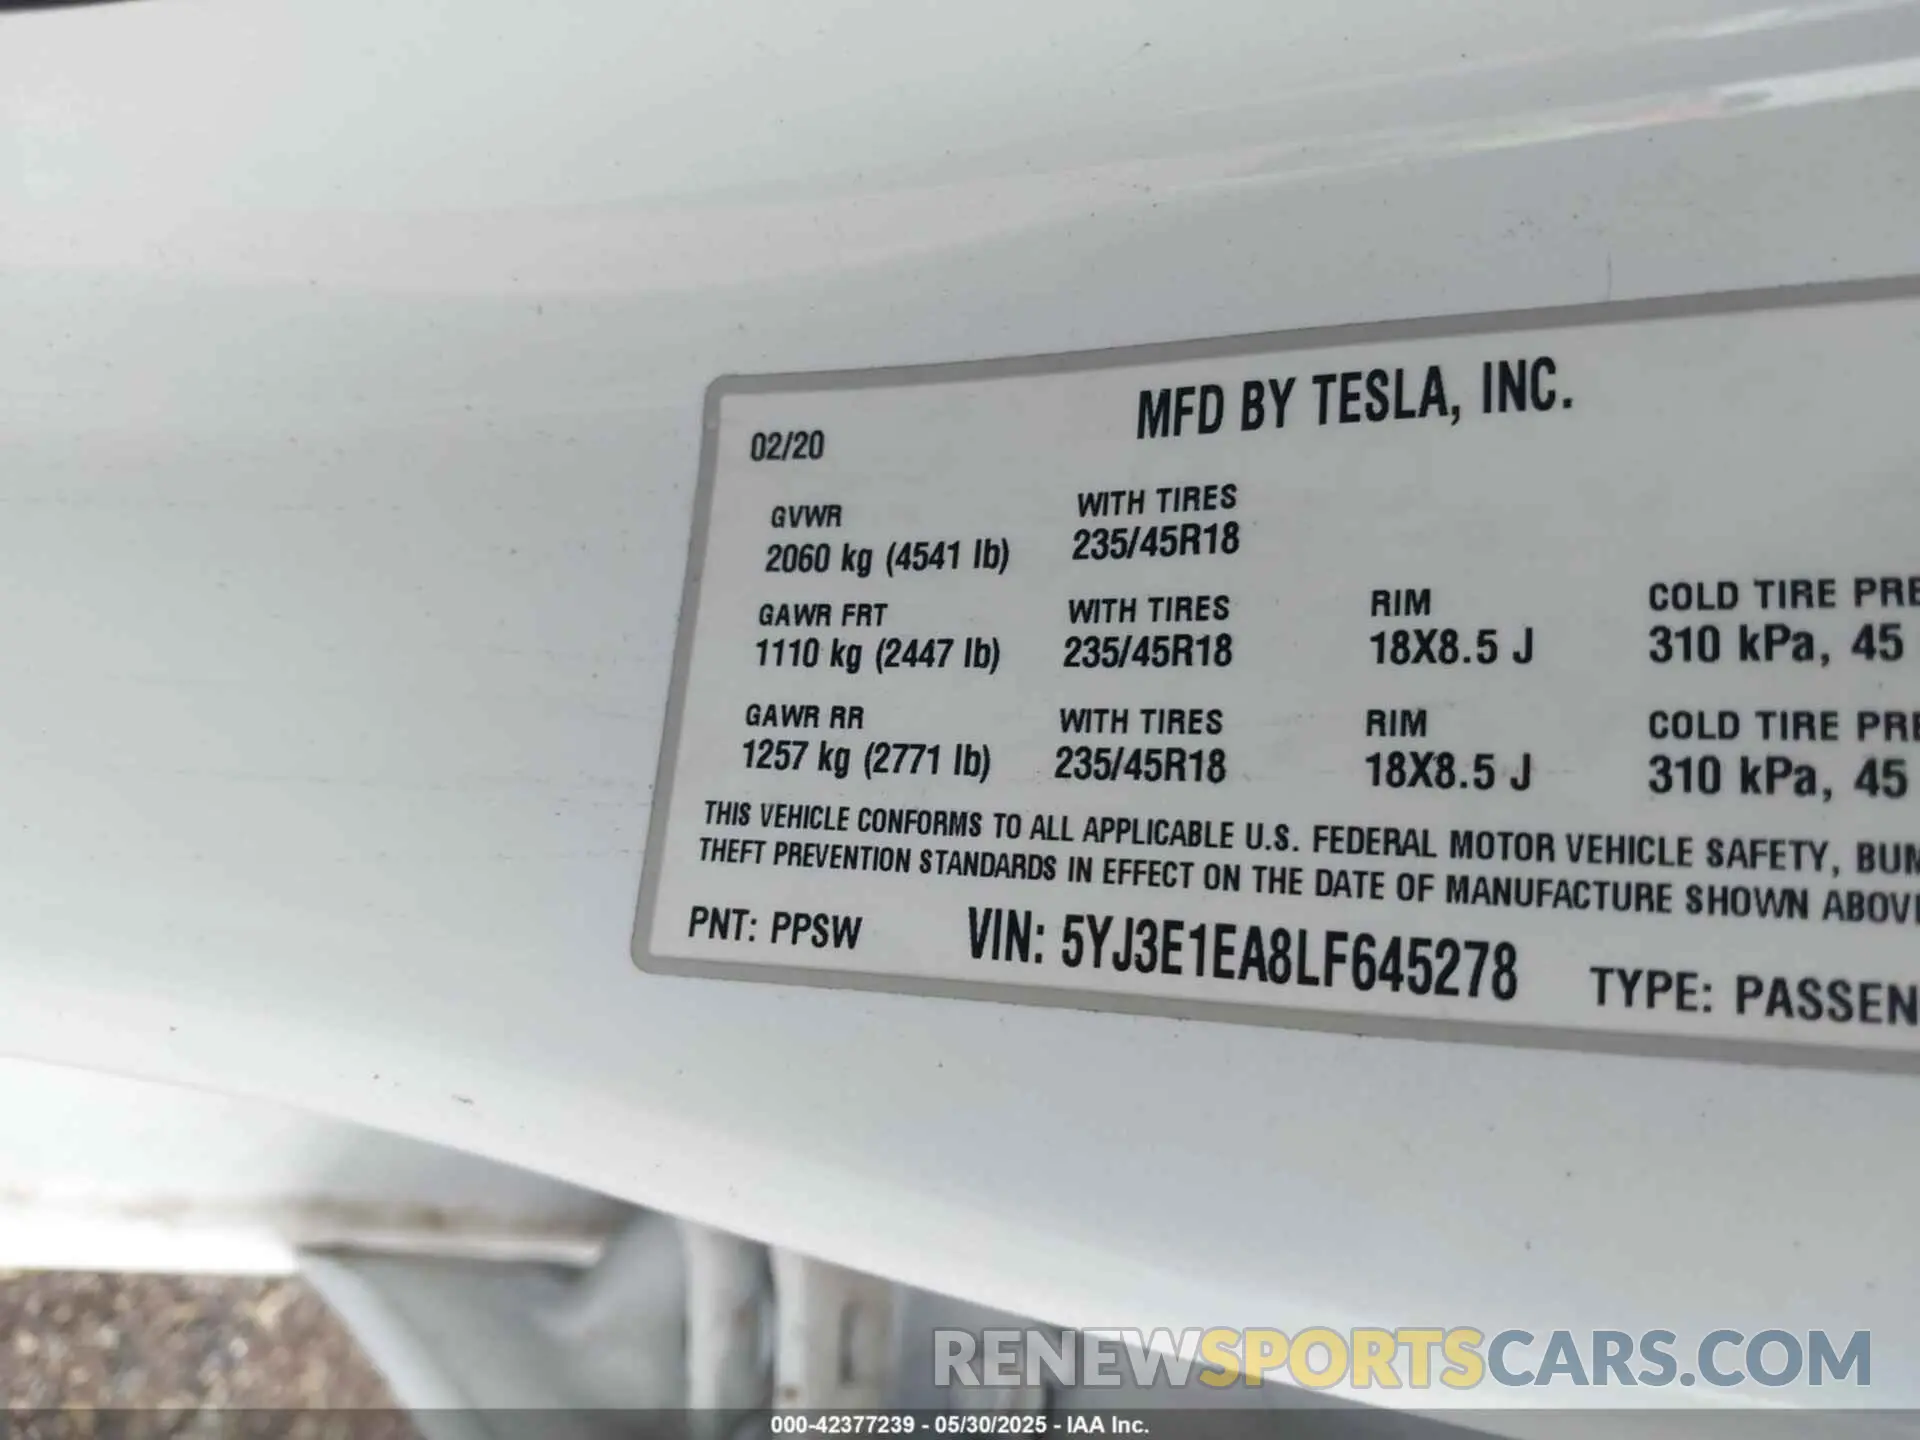 MFD BY TESLA, INC.
02/20
GVWR WITH TIRES
2060 kg (4541 lb) 235/45R18
GAWR FRT WITH TIRES RIM COLD TIRE PRE
1110 kg (2447 lb) 235/45R18 18X8.5 J 310 kPa, 45
GAWR RR WITH TIRES RIM COLD TIRE PRE
1257 kg (2771 lb) 235/45R18 18X8.5 J 310 kPa, 45
THIS VEHICLE CONFORMS TO ALL APPLICABLE U.S. FEDERAL MOTOR VEHICLE SAFETY, BUM
THEFT PREVENTION STANDARDS IN EFFECT ON THE DATE OF MANUFACTURE SHOWN ABOVE
PNT: PPSW VIN: 5YJ3E1EA8LF645278 TYPE: PASSEN
RENEWSPORTSCARS.COM
000-42377239 - 05/30/2025 - IAA Inc.